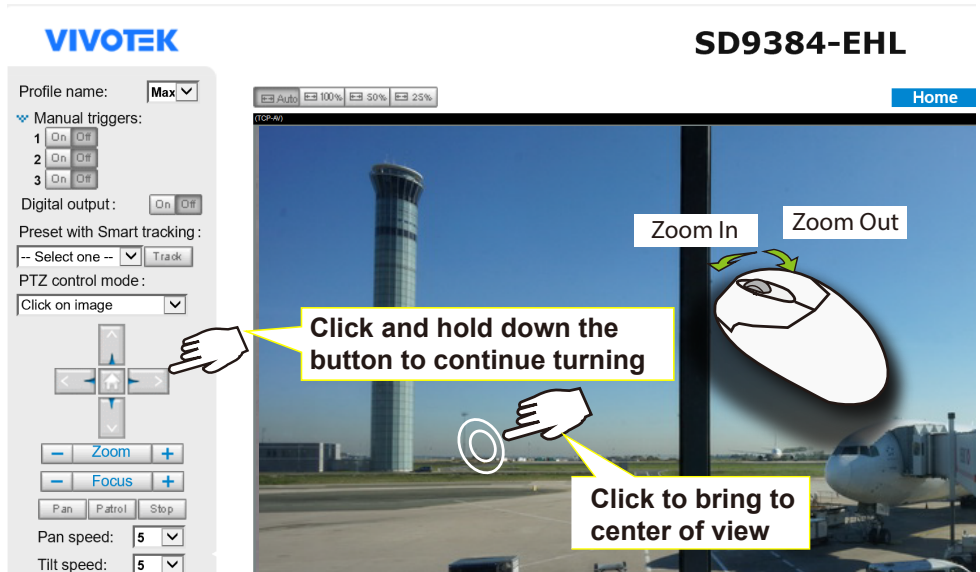 VIVOTEK
SD9384-EHL
Profile name: Max
Auto 100% 50% 25%
Home
(TCP-AV)
Manual triggers:
1 On Off
2 On Off
3 On Off
Digital output : On Off
Preset with Smart tracking :
-- Select one -- Track
PTZ control mode :
Click on image
Zoom In
Zoom Out
Click and hold down the
button to continue turning
− Zoom +
− Focus +
Pan Patrol Stop
Pan speed: 5
Tilt speed: 5
Click to bring to
center of view